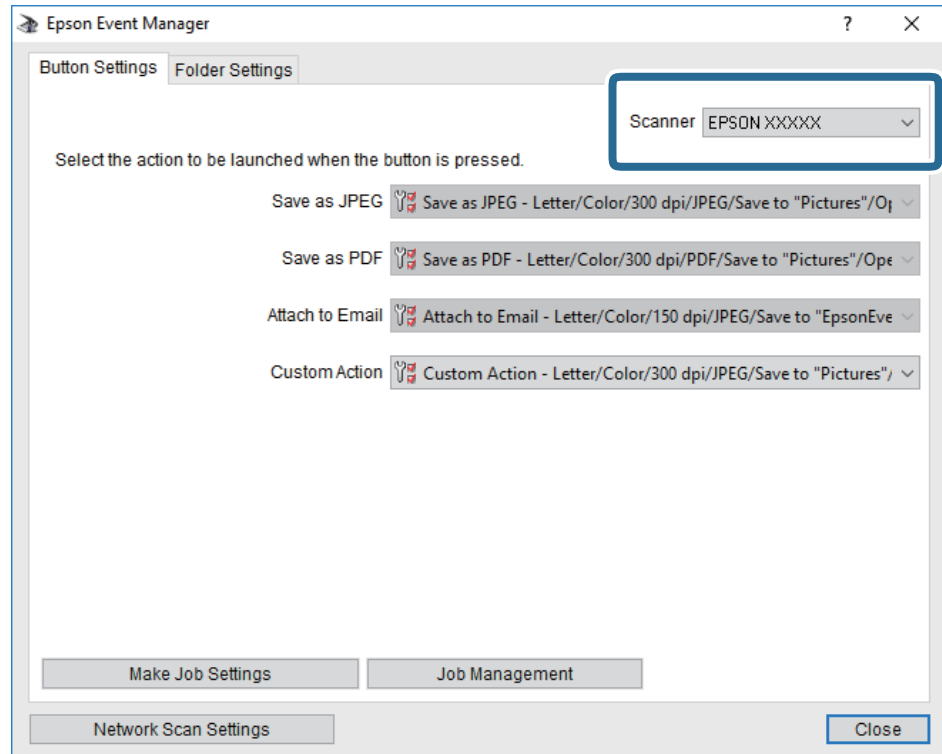 Epson Event Manager
Button Settings Folder Settings
Scanner EPSON XXXXX
Select the action to be launched when the button is pressed.
Save as JPEG Save as JPEG - Letter/Color/300 dpi/JPEG/Save to "Pictures"/Op
Save as PDF Save as PDF - Letter/Color/300 dpi/PDF/Save to "Pictures"/Ope
Attach to Email Attach to Email - Letter/Color/150 dpi/JPEG/Save to "EpsonEve
Custom Action Custom Action - Letter/Color/300 dpi/JPEG/Save to "Pictures"/
Make Job Settings Job Management
Network Scan Settings Close